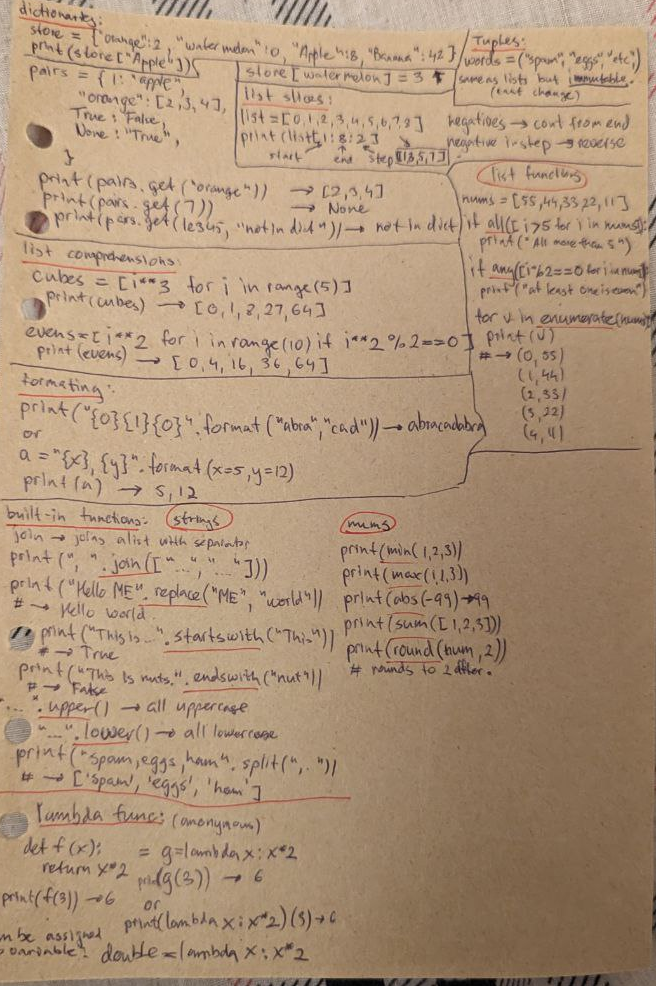 dictionaries:
store = {"orange":2, "watermelon":0, "Apple":8, "Banana":42}
print(store["Apple"])
store[watermelon] = 3
pairs = {1: "apple",
"orange": [2,3,4],
True: False,
None: "True",
}
print(pairs.get("orange")) → [2,3,4]
print(pairs.get(7)) → None
print(pars.get(12345, "not in dict")) → not in dict
list slices:
list = [0,1,2,3,4,5,6,7,8]
print(list[1:8:2])
start end step [1,3,5,7]
Tuples:
words = ("spam", "eggs", "etc",)
same as lists but immutable.
(cant change)
negatives → cont from end
negative in step → reverse
list functions
nums = [55,44,33,22,11]
if all([i>5 for i in nums]):
print("All more than 5")
if any([i%2==0 for i in nums]):
print("at least one is even")
for v in enumerate(nums):
print(v)
# → (0, 55)
(1, 44)
(2, 33)
(3, 22)
(4, 11)
list comprehensions:
cubes = [i**3 for i in range(5)]
print(cubes) → [0,1,8,27,64]
evens=[i**2 for i in range(10) if i**2 %2==0]
print(evens) → [0,4,16,36,64]
formating:
print("{0}{1}{0}".format("abra","cad")) → abracadabra
or
a = "{x}, {y}".format(x=5,y=12)
print(a) → 5,12
built-in functions: strings
join → joins a list with separator
print(", ".join(["...", "..."]))
print("Hello ME".replace("ME", "world"))
# → Hello world
print("This is...".startswith("This"))
# → True
print("This is nuts.".endswith("nut"))
# → False
"...".upper() → all uppercase
"...".lower() → all lowercase
print("spam,eggs,ham".split(", "))
# → ['spam', 'eggs', 'ham']
nums
print(min(1,2,3))
print(max(1,2,3))
print(abs(-99) → 99
print(sum([1,2,3]))
print(round(num,2))
# rounds to 2 after.
lambda func: (anonymous)
def f(x): = g=lambda x: x*2
return x*2 print(g(3)) → 6
print(f(3)) → 6 or
print(lambda x: x*2)(3) → 6
be assigned
double = lambda x: x*2